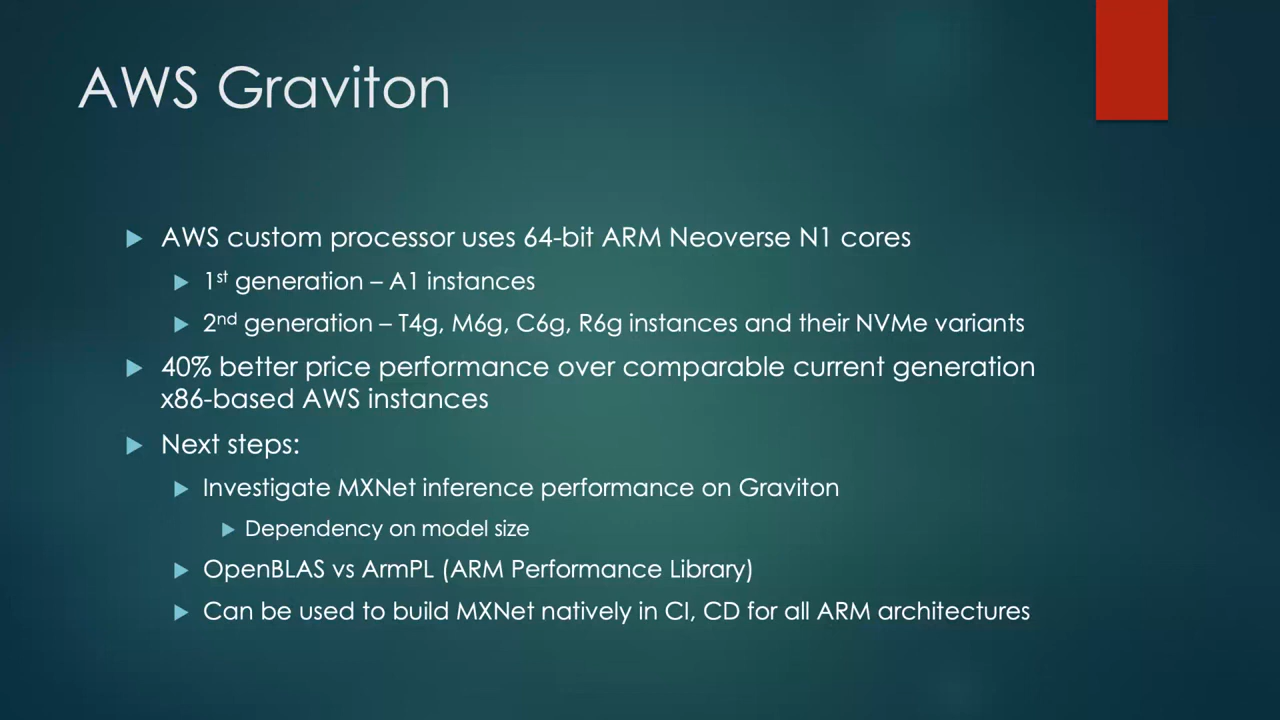 AWS Graviton
AWS custom processor uses 64-bit ARM Neoverse N1 cores
1st generation – A1 instances
2nd generation – T4g, M6g, C6g, R6g instances and their NVMe variants
40% better price performance over comparable current generation
x86-based AWS instances
Next steps:
Investigate MXNet inference performance on Graviton
Dependency on model size
OpenBLAS vs ArmPL (ARM Performance Library)
Can be used to build MXNet natively in CI, CD for all ARM architectures